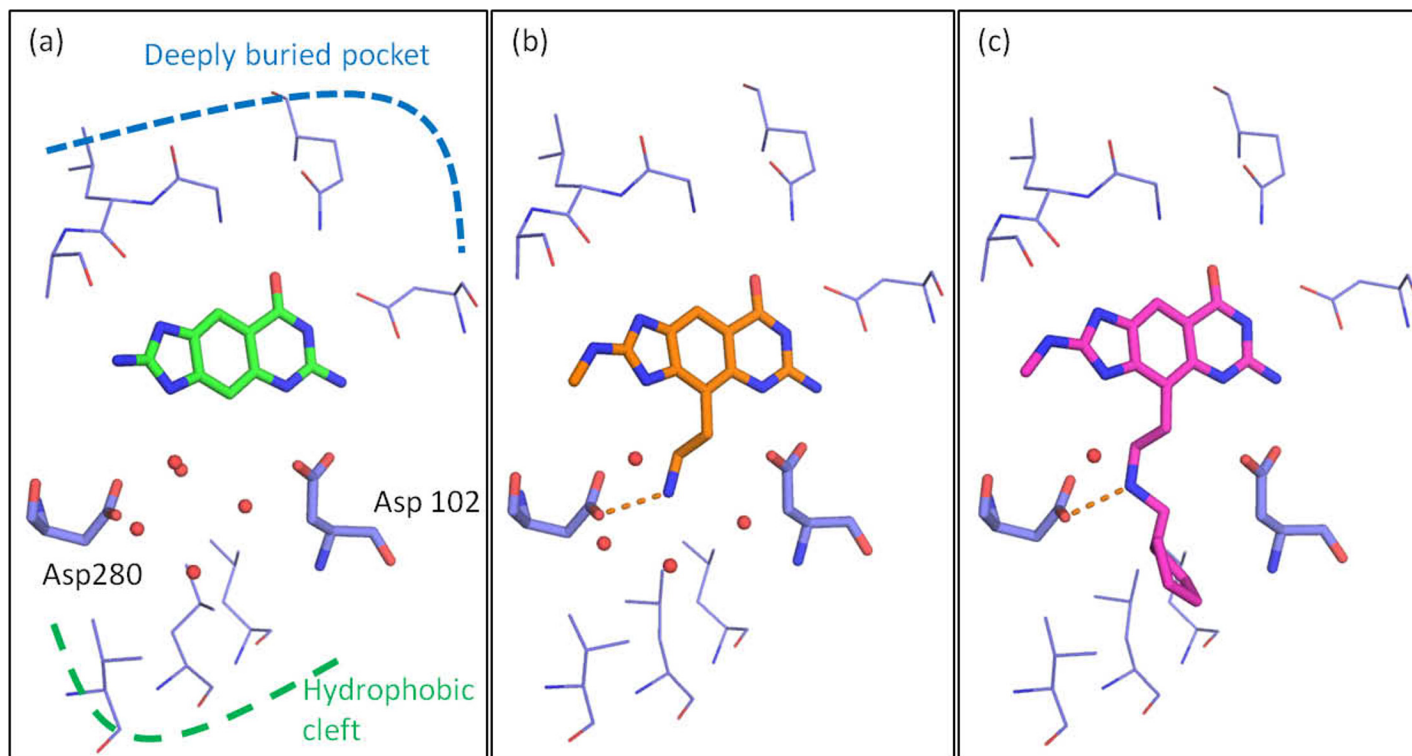 (a)
Deeply buried pocket
Asp 102
Asp280
Hydrophobic
cleft
(b)
(c)